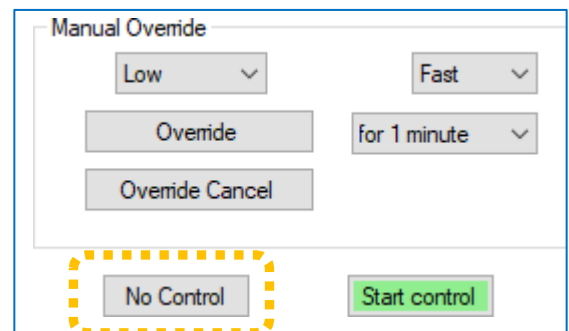 Manual Override
Low Fast
Override for 1 minute
Override Cancel
No Control Start control